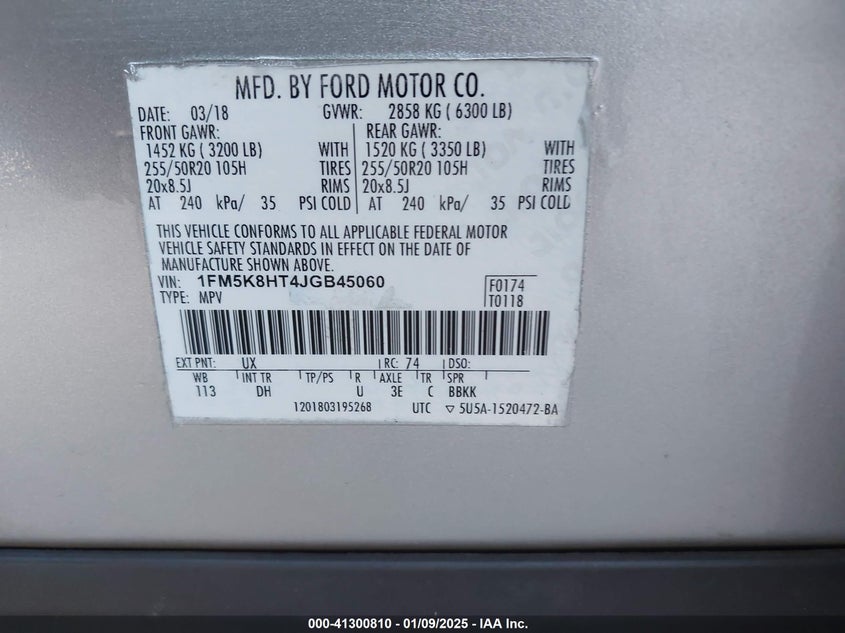 MFD. BY FORD MOTOR CO.
DATE: 03/18 GVWR: 2858 KG ( 6300 LB)
FRONT GAWR: REAR GAWR:
1452 KG ( 3200 LB) WITH 1520 KG ( 3350 LB) WITH
255/50R20 105H TIRES 255/50R20 105H TIRES
20x8.5J RIMS 20x8.5J RIMS
AT 240 kPa/ 35 PSI COLD AT 240 kPa/ 35 PSI COLD
THIS VEHICLE CONFORMS TO ALL APPLICABLE FEDERAL MOTOR
VEHICLE SAFETY STANDARDS IN EFFECT ON THE DATE OF
MANUFACTURE SHOWN ABOVE.
VIN: 1FM5K8HT4JGB45060 F0174
TYPE: MPV T0118
EXT PNT: UX RC: 74 DSO:
WB INT TR TP/PS R AXLE TR SPR
113 DH U 3E C BBKK
1201803195268 UTC ▽ 5U5A-1520472-BA
000-41300810 - 01/09/2025 - IAA Inc.